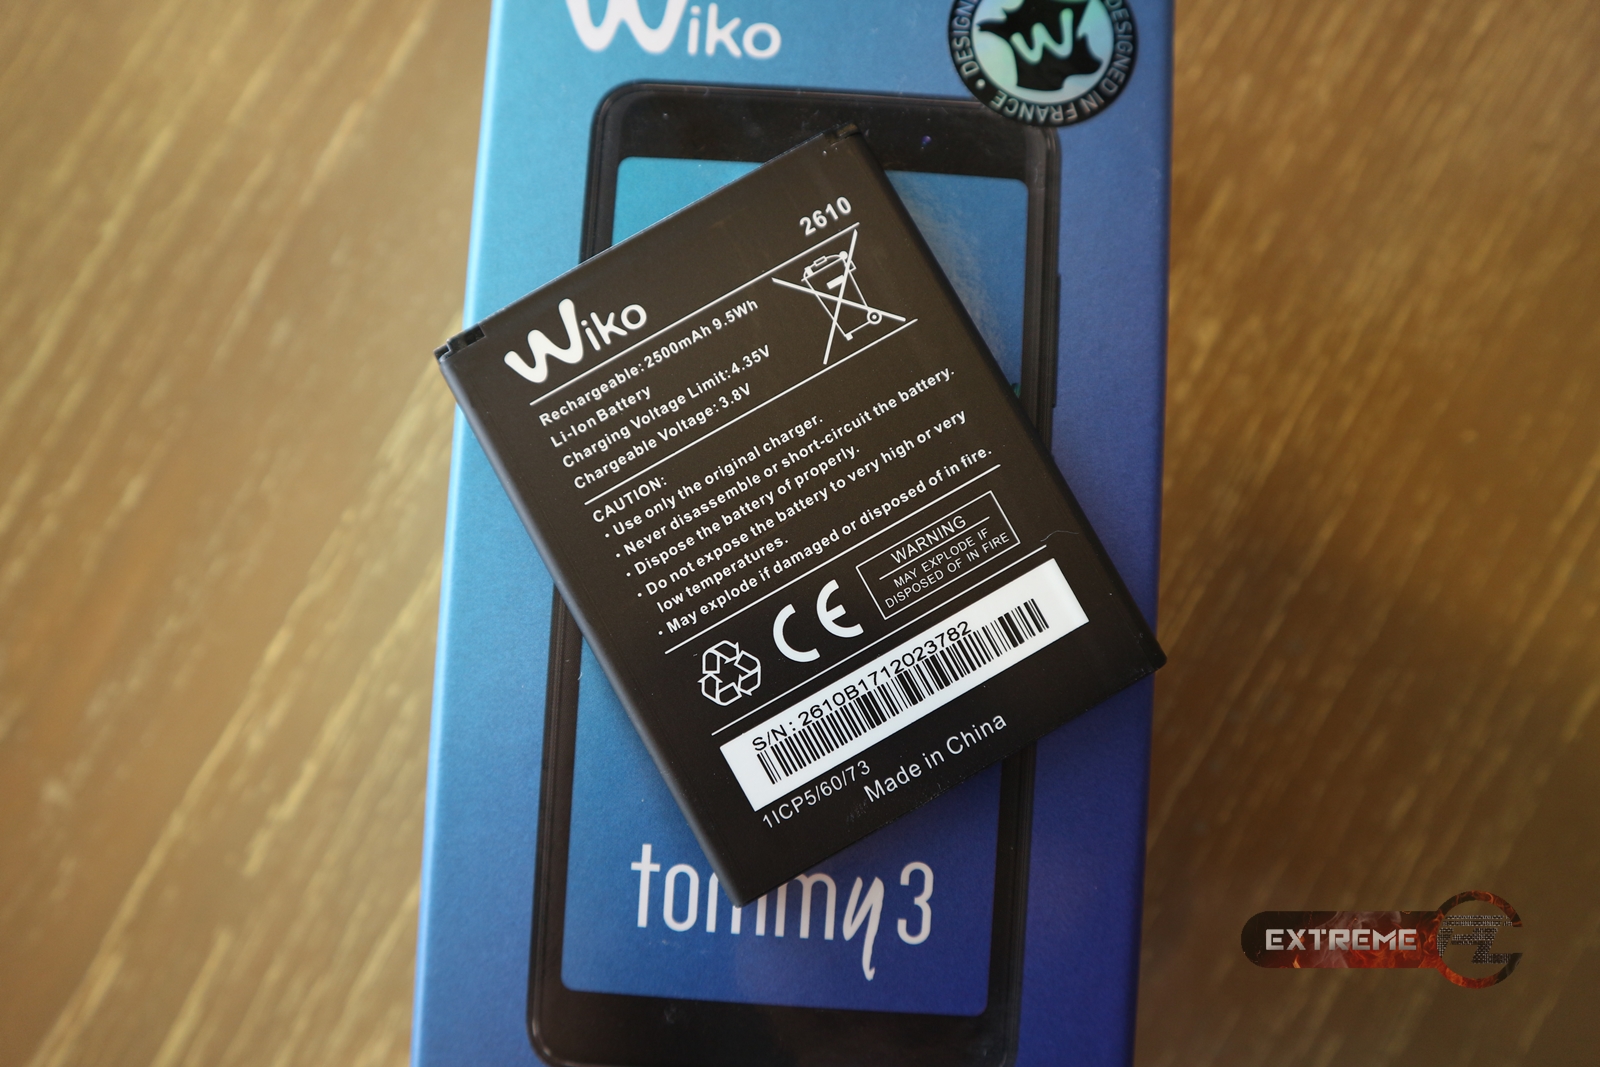 Wiko
DESIGNED IN FRANCE • DESIGNED
W
2610
Wiko
Rechargeable: 2500mAh 9.5Wh
Li-Ion Battery
Charging Voltage Limit: 4.35V
Chargeable Voltage: 3.8V
CAUTION:
• Use only the original charger.
• Never disassemble or short-circuit the battery.
• Dispose the battery of properly.
• Do not expose the battery to very high or very
low temperatures.
• May explode if damaged or disposed of in fire.
CE
WARNING
MAY EXPLODE IF
DISPOSED OF IN FIRE
S/N: 2610B1712023782
1ICP5/60/73
Made in China
tommy3
EXTREME